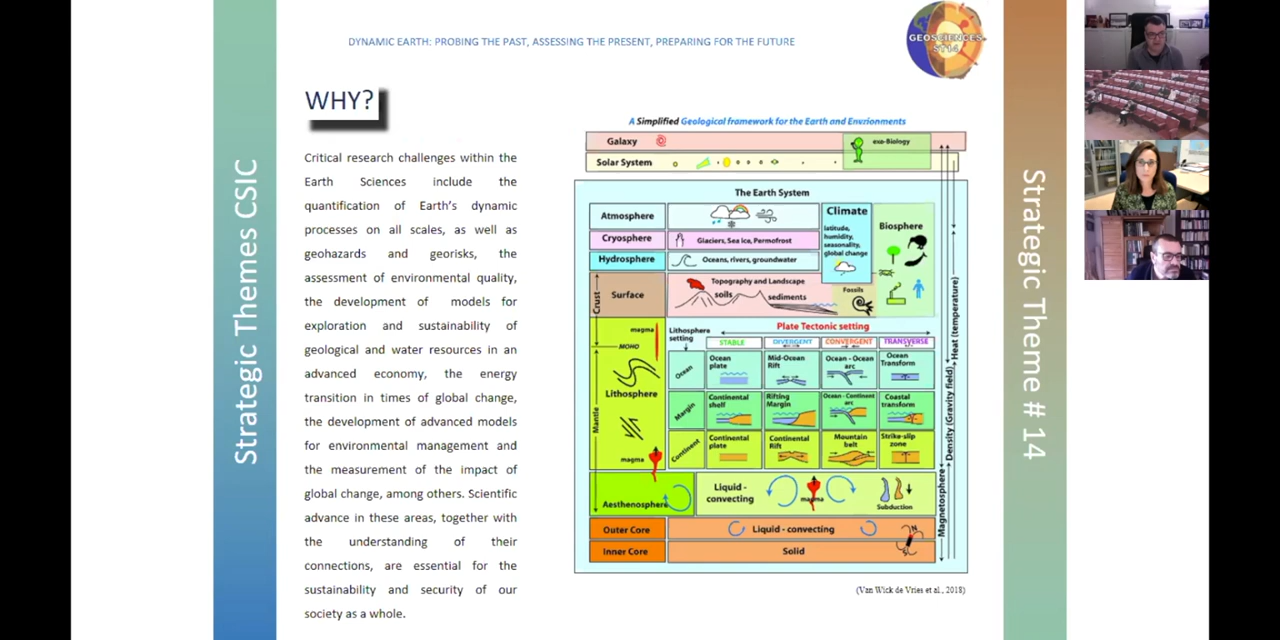 DYNAMIC EARTH: PROBING THE PAST, ASSESSING THE PRESENT, PREPARING FOR THE FUTURE
GEOSCIENCES-
ST14
Strategic Themes CSIC
WHY?
Critical research challenges within the
Earth Sciences include the
quantification of Earth's dynamic
processes on all scales, as well as
geohazards and georisks, the
assessment of environmental quality,
the development of models for
exploration and sustainability of
geological and water resources in an
advanced economy, the energy
transition in times of global change,
the development of advanced models
for environmental management and
the measurement of the impact of
global change, among others. Scientific
advance in these areas, together with
the understanding of their
connections, are essential for the
sustainability and security of our
society as a whole.
A Simplified Geological framework for the Earth and Envrionments
Galaxy
exo-Biology
Solar System
The Earth System
Atmosphere
Cryosphere
Glaciers, Sea Ice, Permofrost
Hydrosphere
Oceans, rivers, groundwater
Climate
latitude,
humidity,
seasonality,
global change
Biosphere
Crust
Surface
Topography and Landscape
soils
sediments
Fossils
magma
MOHO
Lithosphere
Mantle
magma
Lithosphere
setting
Plate Tectonic setting
STABLE
DIVERGENT
CONVERGENT
TRANSVERSE
Ocean
Ocean
plate
Mid-Ocean
Rift
Ocean - Ocean
arc
Ocean
Transform
Margin
Continental
shelf
Rifting
Margin
Ocean - Continent
arc
Coastal
transform
Continent
Continental
plate
Continental
Rift
Mountain
belt
Strike-slip
zone
Aesthenosphere
Liquid -
convecting
magma
Subduction
Outer Core
Liquid - convecting
N
Inner Core
Solid
Magnetosphere
Density (Gravity field)
Heat (temperature)
(Van Wick de Vries et al., 2018)
Strategic Theme # 14